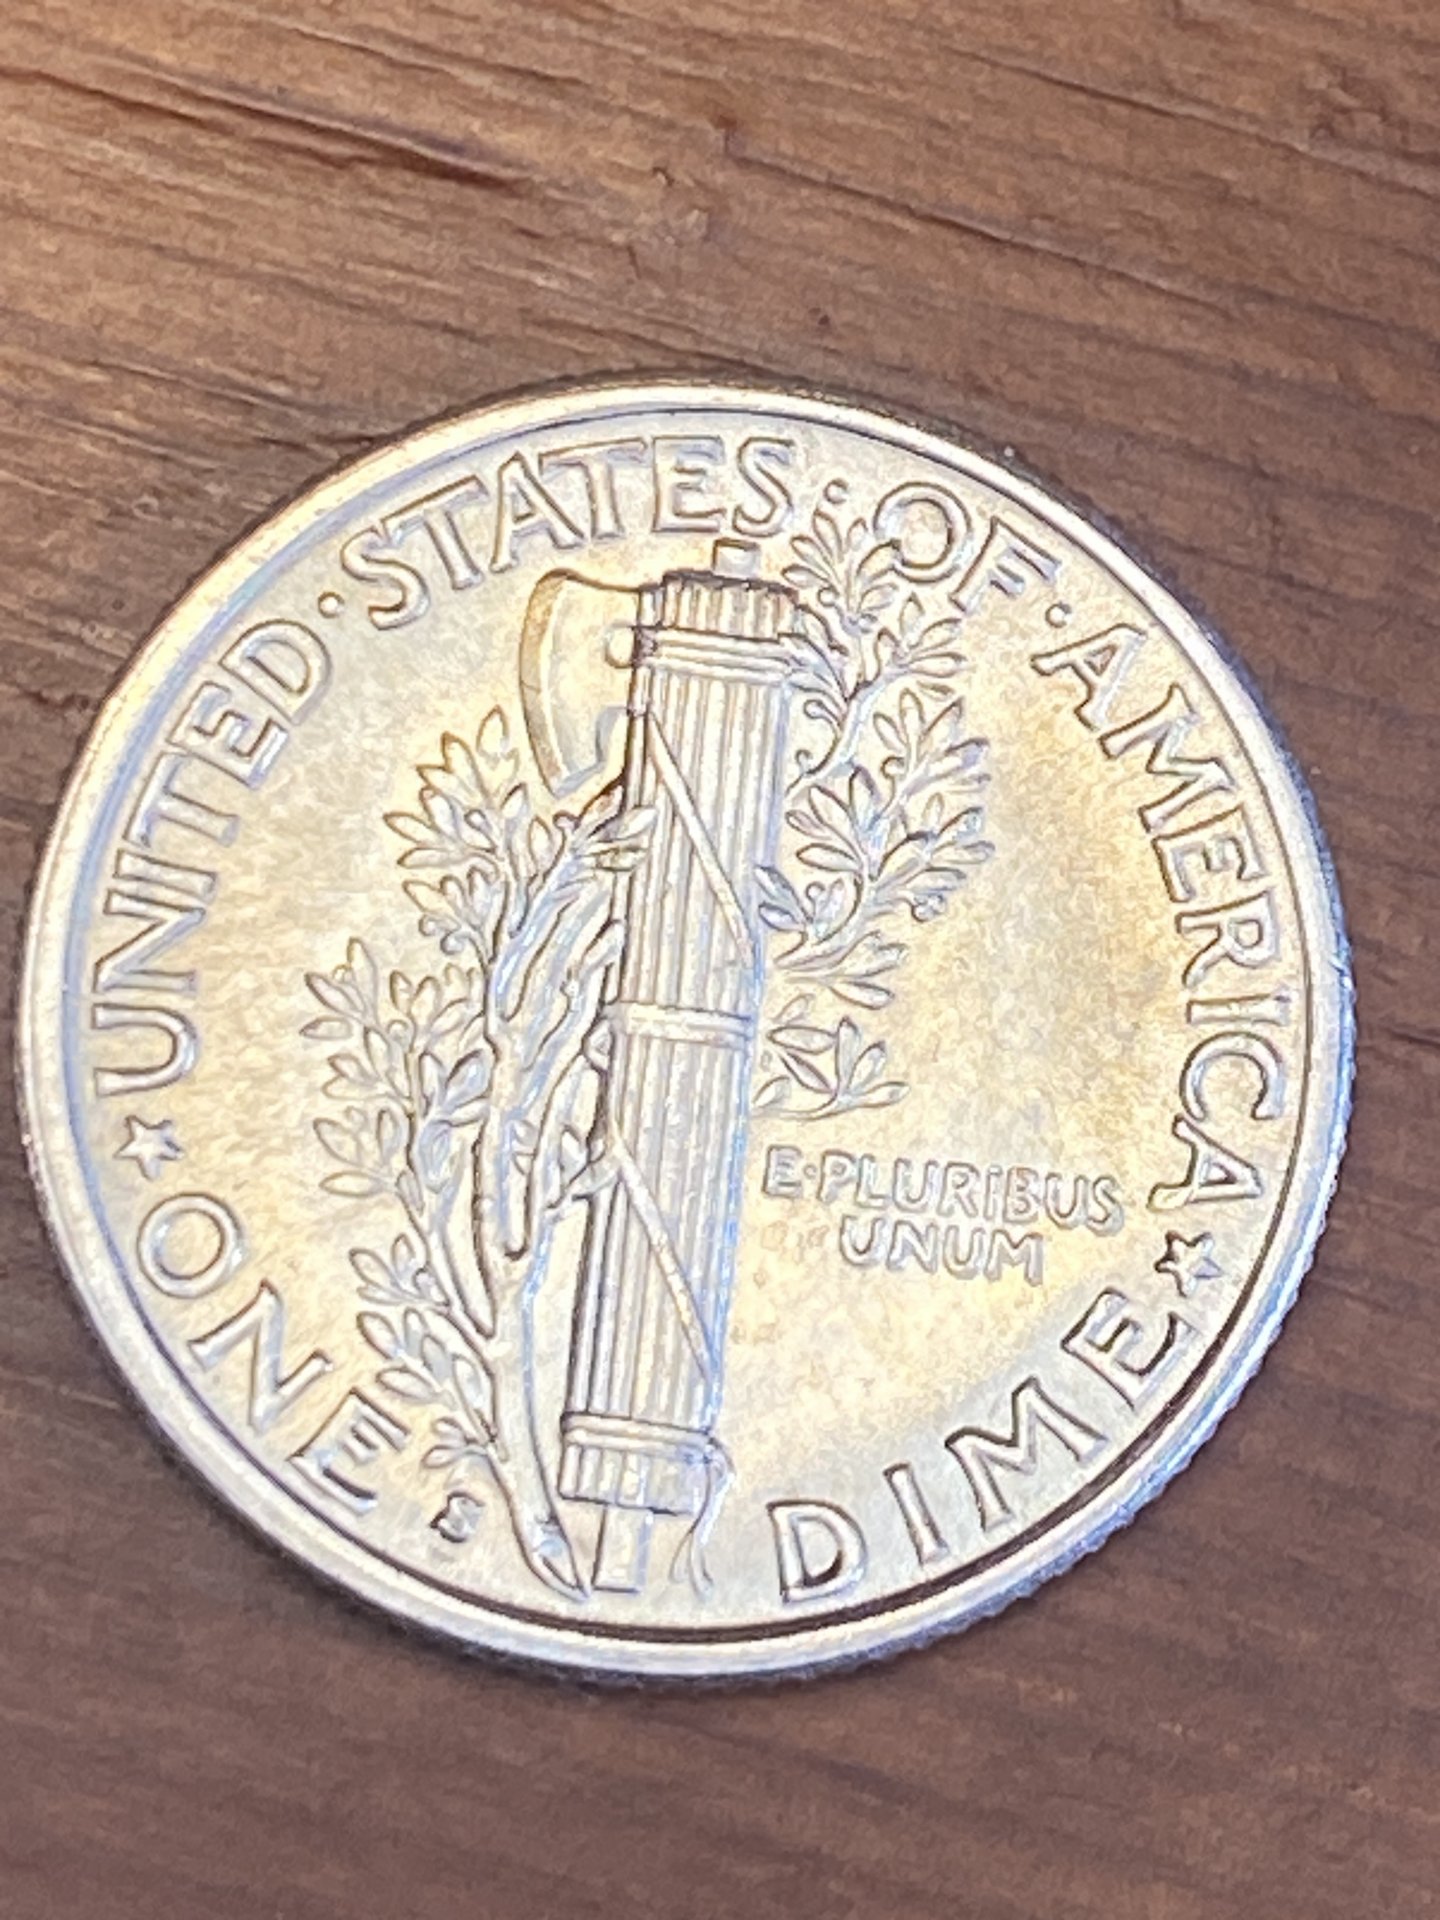 UNITED·STATES·OF·AMERICA
E·PLURIBUS
UNUM
ONE DIME
S